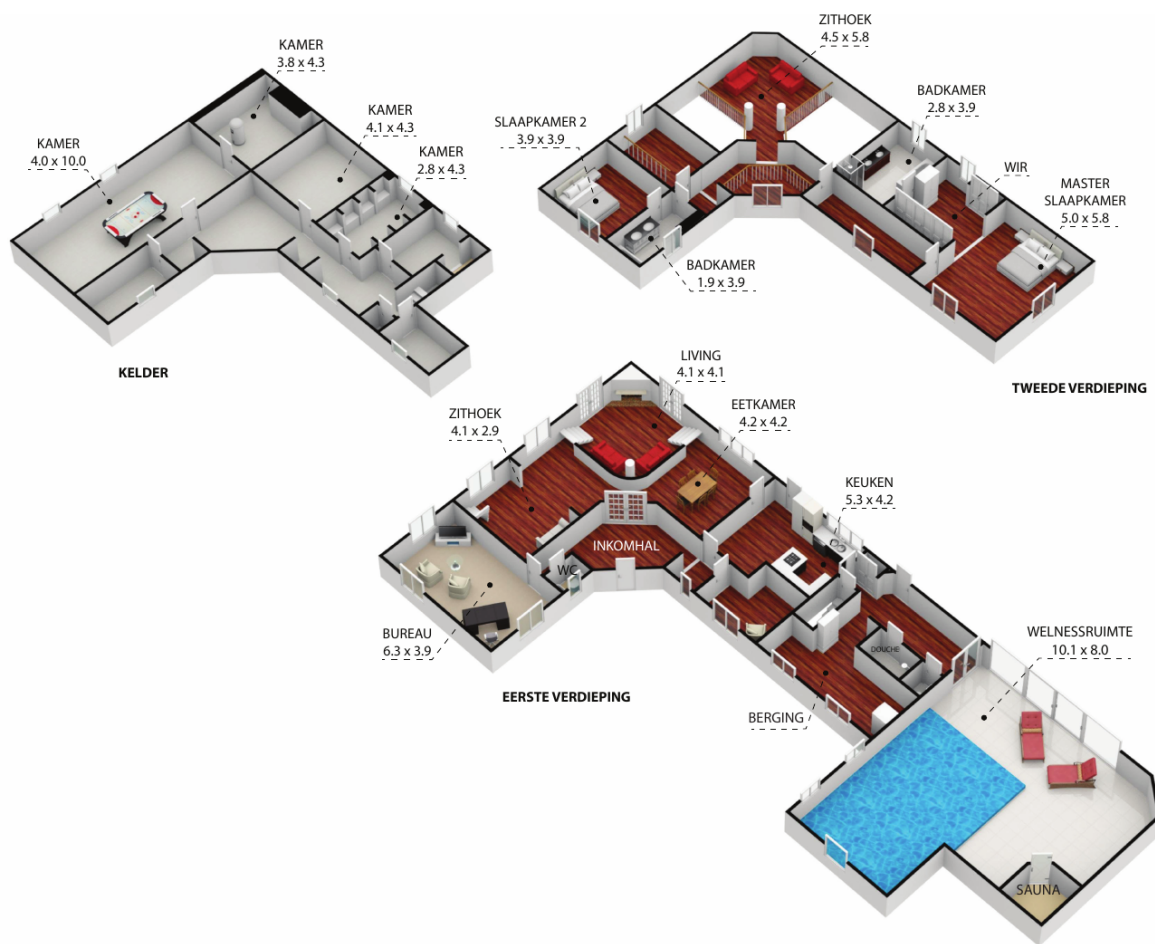 KAMER
3.8 x 4.3
KAMER
4.1 x 4.3
KAMER
4.0 x 10.0
KAMER
2.8 x 4.3
KELDER
ZITHOEK
4.5 x 5.8
BADKAMER
2.8 x 3.9
SLAAPKAMER 2
3.9 x 3.9
WIR
MASTER
SLAAPKAMER
5.0 x 5.8
BADKAMER
1.9 x 3.9
TWEEDE VERDIEPING
LIVING
4.1 x 4.1
ZITHOEK
4.1 x 2.9
EETKAMER
4.2 x 4.2
KEUKEN
5.3 x 4.2
INKOMHAL
WC
BUREAU
6.3 x 3.9
DOUCHE
WELNESSRUIMTE
10.1 x 8.0
EERSTE VERDIEPING
BERGING
SAUNA